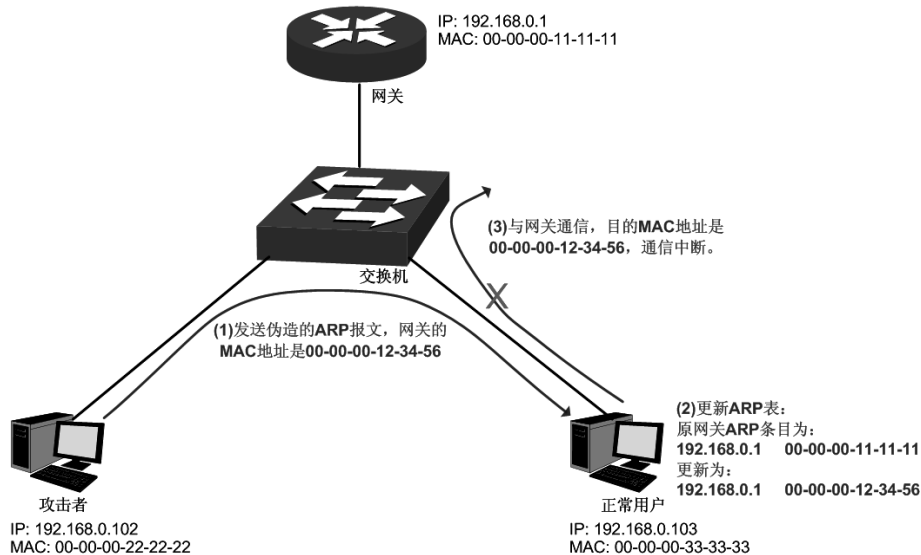 IP: 192.168.0.1
MAC: 00-00-00-11-11-11
网关
(3)与网关通信，目的MAC地址是
00-00-00-12-34-56，通信中断。
交换机
X
(1)发送伪造的ARP报文，网关的
MAC地址是00-00-00-12-34-56
(2)更新ARP表：
原网关ARP条目为：
192.168.0.1 00-00-00-11-11-11
更新为：
192.168.0.1 00-00-00-12-34-56
攻击者
IP: 192.168.0.102
MAC: 00-00-00-22-22-22
正常用户
IP: 192.168.0.103
MAC: 00-00-00-33-33-33